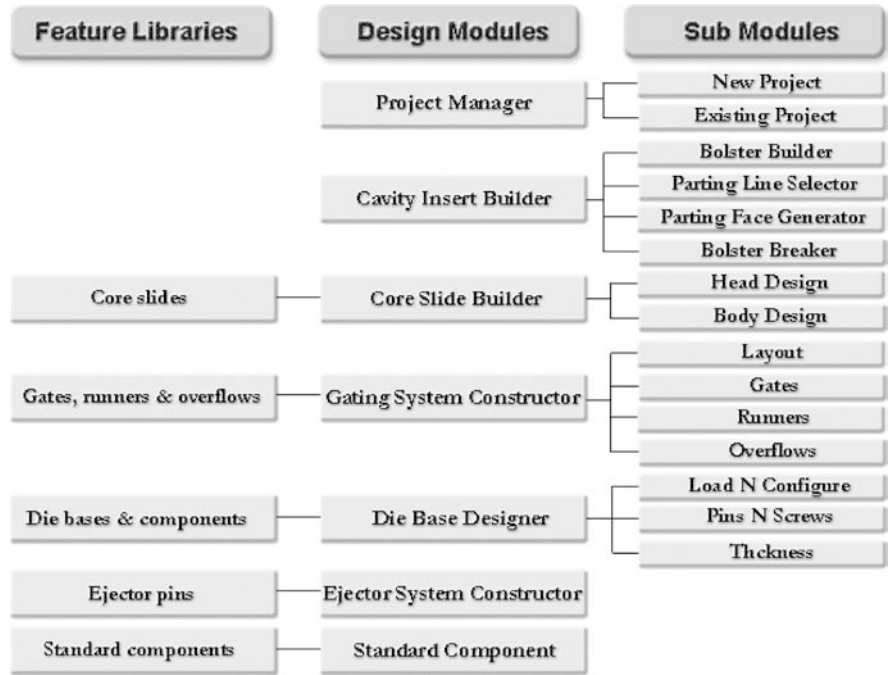 Feature Libraries
Design Modules
Sub Modules
Project Manager
New Project
Existing Project
Cavity Insert Builder
Bolster Builder
Parting Line Selector
Parting Face Generator
Bolster Breaker
Core slides
Core Slide Builder
Head Design
Body Design
Gates, runners & overflows
Gating System Constructor
Layout
Gates
Runners
Overflows
Die bases & components
Die Base Designer
Load N Configure
Pins N Screws
Thckness
Ejector pins
Ejector System Constructor
Standard components
Standard Component